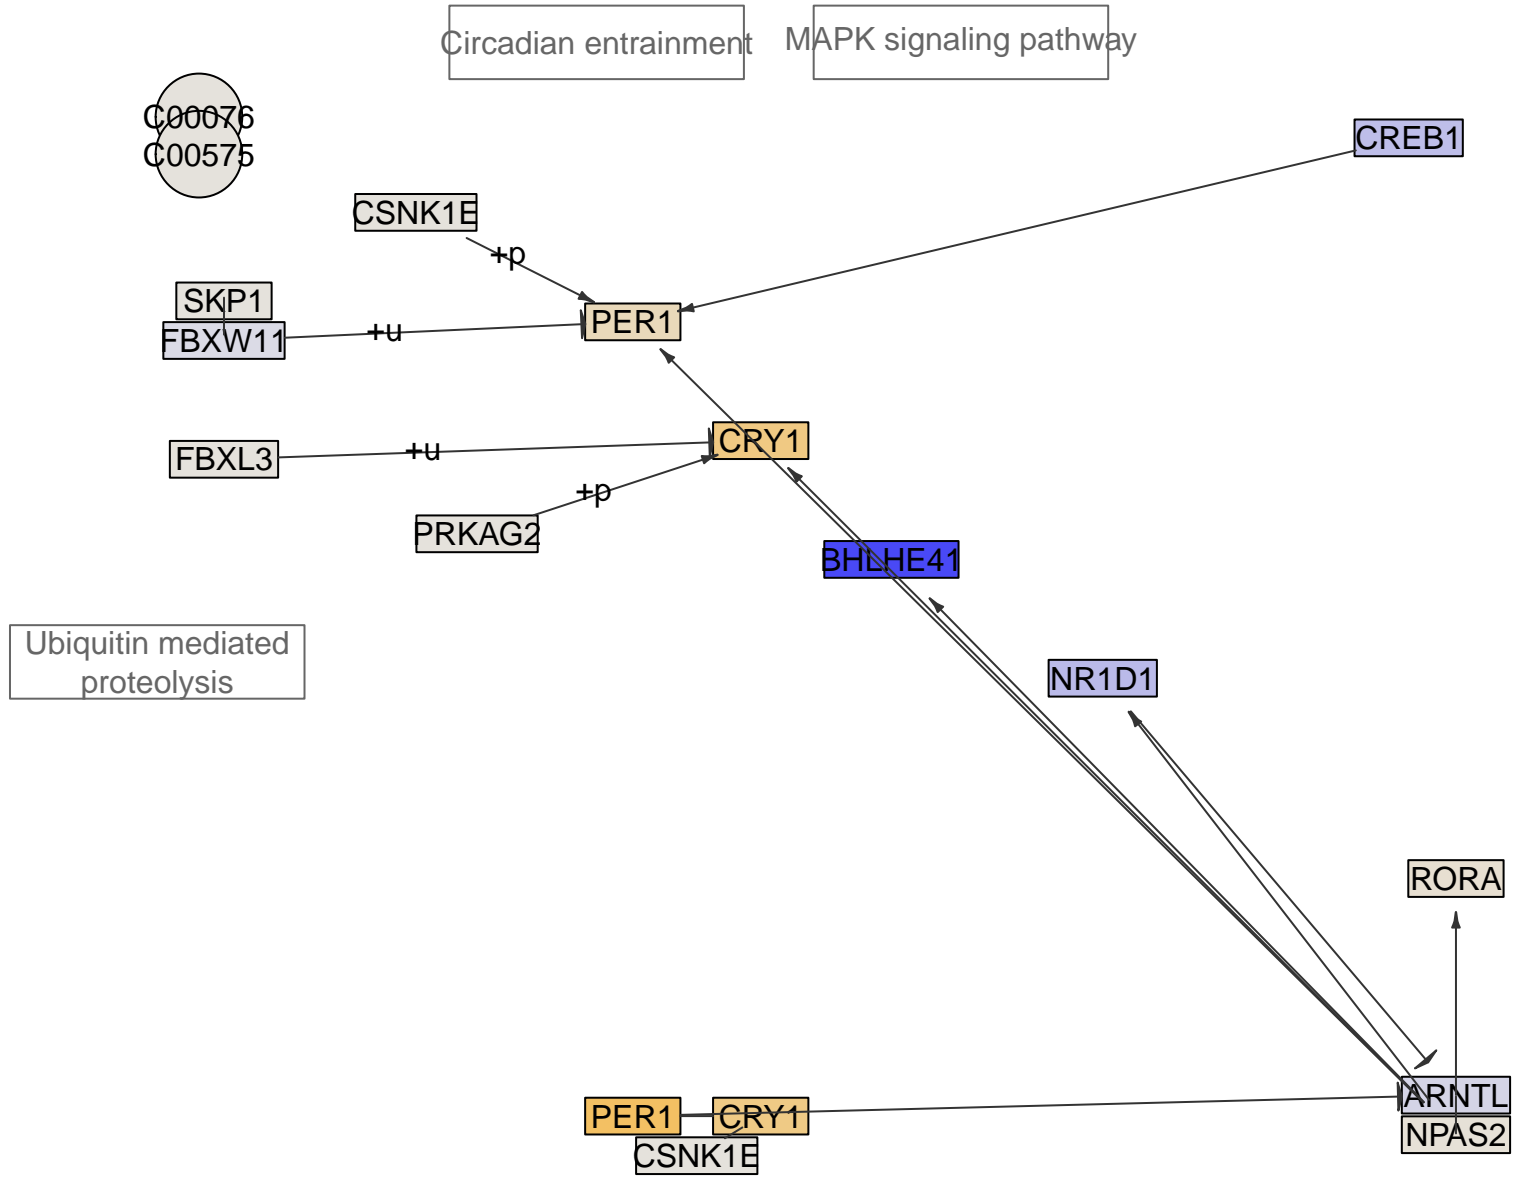 Circadian entrainment
MAPK signaling pathway
C00076
C00575
CREB1
CSNK1E
+p
SKP1
FBXW11
+u
PER1
FBXL3
+u
CRY1
+p
PRKAG2
BHLHE41
Ubiquitin mediated
proteolysis
NR1D1
RORA
ARNTL
NPAS2
PER1
CRY1
CSNK1E